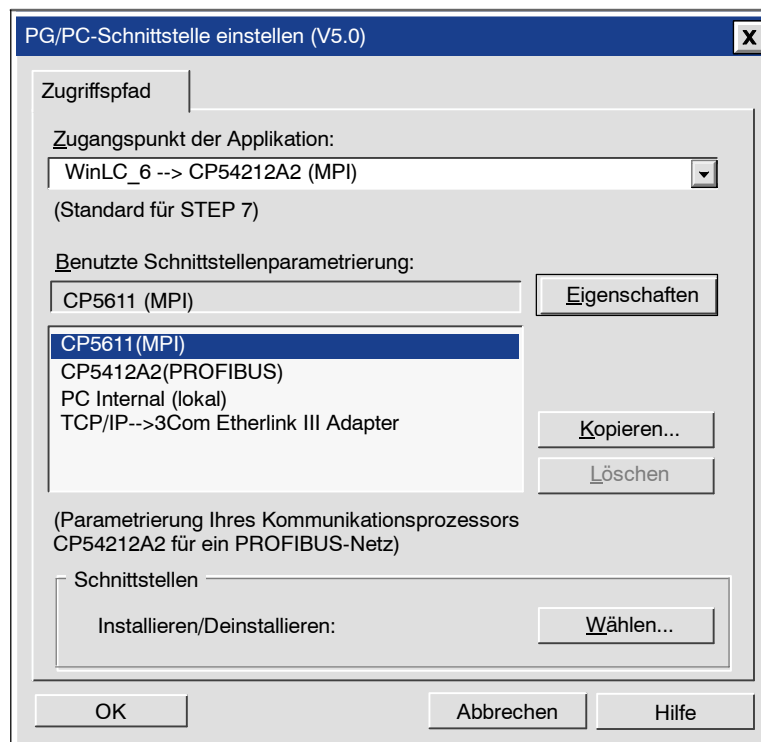 PG/PC-Schnittstelle einstellen (V5.0)
X
Zugriffspfad
Zugangspunkt der Applikation:
WinLC_6 --> CP54212A2 (MPI)
(Standard für STEP 7)
Benutzte Schnittstellenparametrierung:
CP5611 (MPI)
Eigenschaften
CP5611(MPI)
CP5412A2(PROFIBUS)
PC Internal (lokal)
TCP/IP-->3Com Etherlink III Adapter
Kopieren...
Löschen
(Parametrierung Ihres Kommunikationsprozessors
CP54212A2 für ein PROFIBUS-Netz)
Schnittstellen
Installieren/Deinstallieren:
Wählen...
OK
Abbrechen
Hilfe